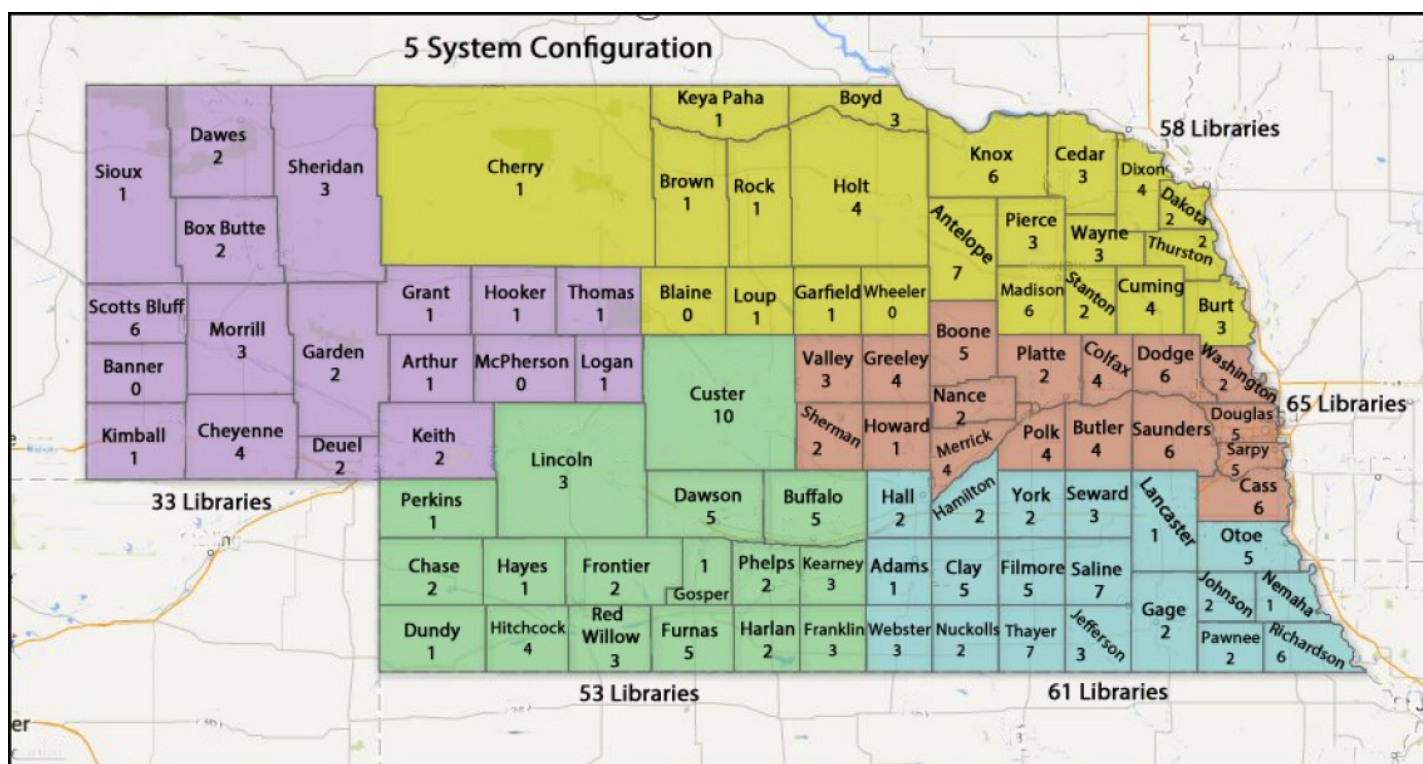 5 System Configuration
58 Libraries
65 Libraries
33 Libraries
53 Libraries
61 Libraries
Sioux
1
Dawes
2
Sheridan
3
Box Butte
2
Scotts Bluff
6
Morrill
3
Garden
2
Banner
0
Kimball
1
Cheyenne
4
Deuel
2
Grant
1
Hooker
1
Thomas
1
Arthur
1
McPherson
0
Logan
1
Keith
2
Cherry
1
Keya Paha
1
Boyd
3
Brown
1
Rock
1
Holt
4
Knox
6
Cedar
3
Dixon
4
Dakota
2
Antelope
7
Pierce
3
Wayne
3
2
Thurston
Blaine
0
Loup
1
Garfield
1
Wheeler
0
Madison
6
Stanton
2
Cuming
4
Burt
3
Boone
5
Valley
3
Greeley
4
Platte
2
Colfax
4
Dodge
6
Washington
2
Nance
2
Sherman
2
Howard
1
Merrick
4
Polk
4
Butler
4
Saunders
6
Douglas
5
Sarpy
5
Cass
6
Custer
10
Lincoln
3
Perkins
1
Dawson
5
Buffalo
5
Chase
2
Hayes
1
Frontier
2
1
Gosper
Phelps
2
Kearney
3
Dundy
1
Hitchcock
4
Red
Willow
3
Furnas
5
Harlan
2
Franklin
3
Hall
2
Hamilton
2
York
2
Seward
3
Lancaster
1
Otoe
5
Adams
1
Clay
5
Filmore
5
Saline
7
Gage
2
Johnson
2
Nemaha
1
Webster
3
Nuckolls
2
Thayer
7
Jefferson
3
Pawnee
2
Richardson
6
er